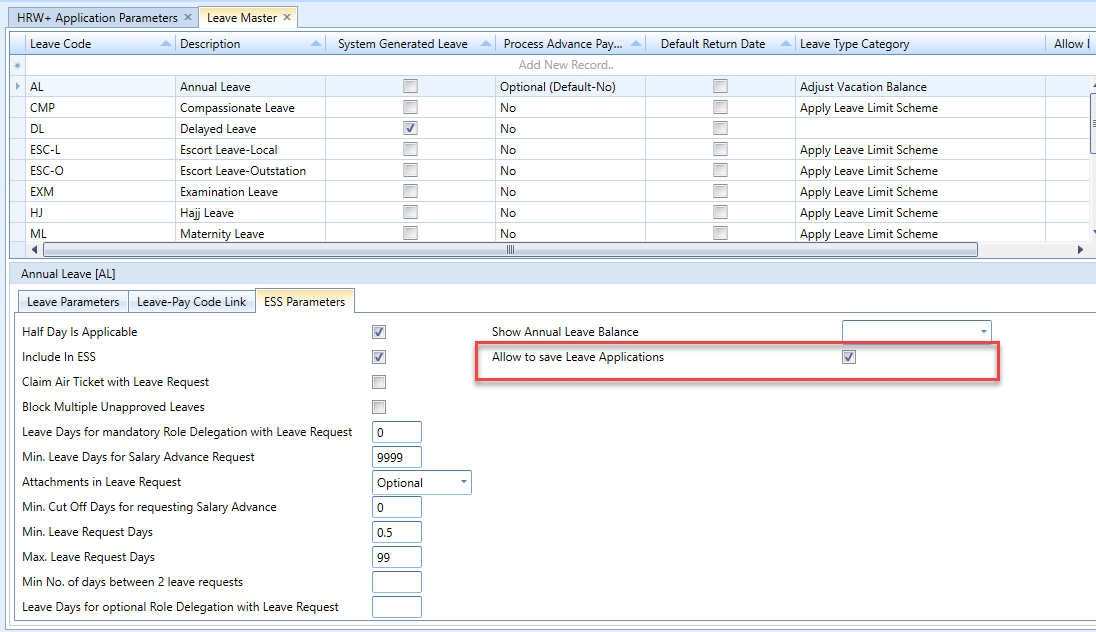 HRW+ Application Parameters × Leave Master ×
Leave Code Description System Generated Leave Process Advance Pay... Default Return Date Leave Type Category Allow
Add New Record..
AL Annual Leave Optional (Default-No) Adjust Vacation Balance
CMP Compassionate Leave No Apply Leave Limit Scheme
DL Delayed Leave No
ESC-L Escort Leave-Local No Apply Leave Limit Scheme
ESC-O Escort Leave-Outstation No Apply Leave Limit Scheme
EXM Examination Leave No Apply Leave Limit Scheme
HJ Hajj Leave No Apply Leave Limit Scheme
ML Maternity Leave No Apply Leave Limit Scheme
Annual Leave [AL]
Leave Parameters Leave-Pay Code Link ESS Parameters
Half Day Is Applicable Show Annual Leave Balance
Include In ESS Allow to save Leave Applications
Claim Air Ticket with Leave Request
Block Multiple Unapproved Leaves
Leave Days for mandatory Role Delegation with Leave Request 0
Min. Leave Days for Salary Advance Request 9999
Attachments in Leave Request Optional
Min. Cut Off Days for requesting Salary Advance 0
Min. Leave Request Days 0.5
Max. Leave Request Days 99
Min No. of days between 2 leave requests
Leave Days for optional Role Delegation with Leave Request